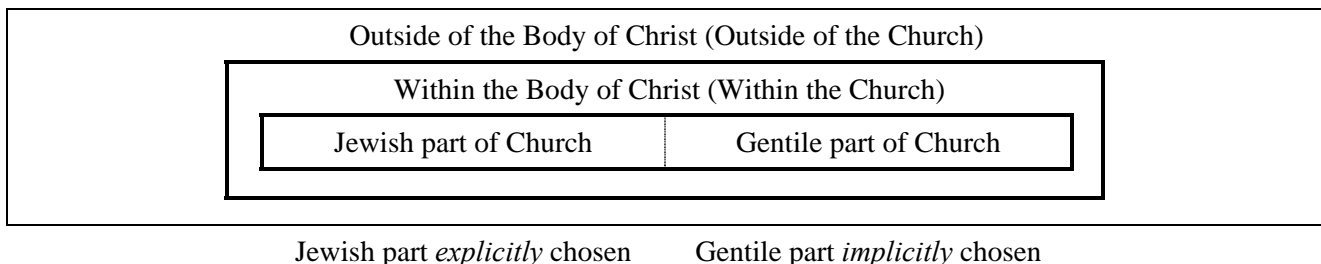 Outside of the Body of Christ (Outside of the Church)
Within the Body of Christ (Within the Church)
Jewish part of Church Gentile part of Church
Jewish part explicitly chosen Gentile part implicitly chosen